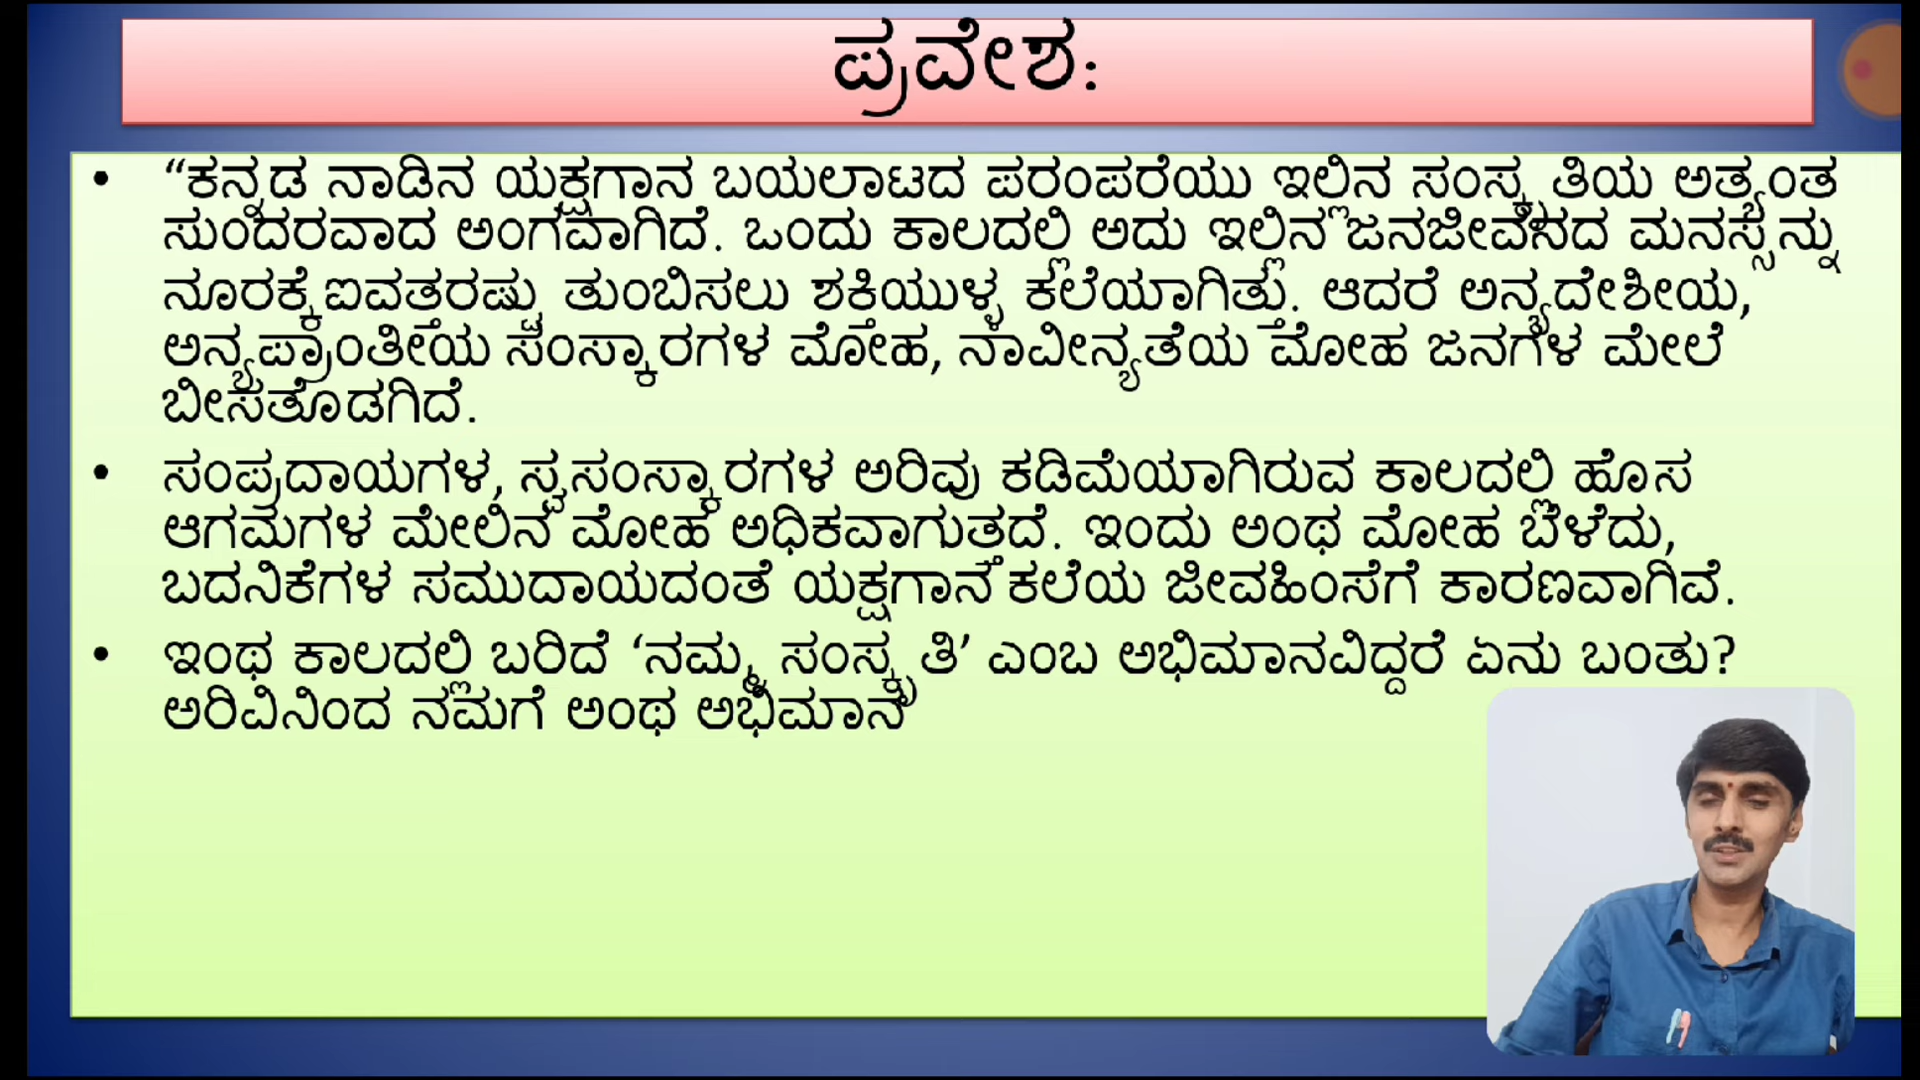 ಪ್ರವೇಶ:
• “ಕನ್ನಡ ನಾಡಿನ ಯಕ್ಷಗಾನ ಬಯಲಾಟದ ಪರಂಪರೆಯು ಇಲ್ಲಿನ ಸಂಸ್ಕೃತಿಯ ಅತ್ಯಂತ
ಸುಂದರವಾದ ಅಂಗವಾಗಿದೆ. ಒಂದು ಕಾಲದಲ್ಲಿ ಅದು ಇಲ್ಲಿನ ಜನಜೀವನದ ಮನಸ್ಸನ್ನು
ನೂರಕ್ಕೆಐವತ್ತರಷ್ಟು ತುಂಬಿಸಲು ಶಕ್ತಿಯುಳ್ಳ ಕಲೆಯಾಗಿತ್ತು. ಆದರೆ ಅನ್ಯದೇಶೀಯ,
ಅನ್ಯಪ್ರಾಂತೀಯ ಸಂಸ್ಕಾರಗಳ ಮೋಹ, ನಾವೀನ್ಯತೆಯ ಮೋಹ ಜನಗಳ ಮೇಲೆ
ಬೀಸತೊಡಗಿದೆ.
• ಸಂಪ್ರದಾಯಗಳ, ಸ್ವಸಂಸ್ಕಾರಗಳ ಅರಿವು ಕಡಿಮೆಯಾಗಿರುವ ಕಾಲದಲ್ಲಿ ಹೊಸ
ಆಗಮಗಳ ಮೇಲಿನ ಮೋಹ ಅಧಿಕವಾಗುತ್ತದೆ. ಇಂದು ಅಂಥ ಮೋಹ ಬೆಳೆದು,
ಬದನಿಕೆಗಳ ಸಮುದಾಯದಂತೆ ಯಕ್ಷಗಾನ ಕಲೆಯ ಜೀವಹಿಂಸೆಗೆ ಕಾರಣವಾಗಿವೆ.
• ಇಂಥ ಕಾಲದಲ್ಲಿ ಬರಿದೆ ‘ನಮ್ಮ ಸಂಸ್ಕೃತಿ’ ಎಂಬ ಅಭಿಮಾನವಿದ್ದರೆ ಏನು ಬಂತು?
ಅರಿವಿನಿಂದ ನಮಗೆ ಅಂಥ ಅಭಿಮಾನ